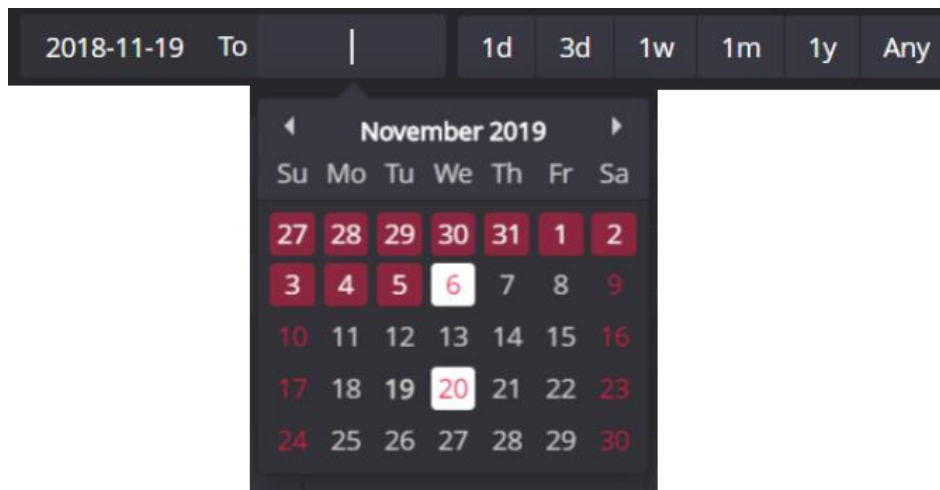 2018-11-19 To 1d 3d 1w 1m 1y Any
November 2019
Su Mo Tu We Th Fr Sa
27 28 29 30 31 1 2
3 4 5 6 7 8 9
10 11 12 13 14 15 16
17 18 19 20 21 22 23
24 25 26 27 28 29 30